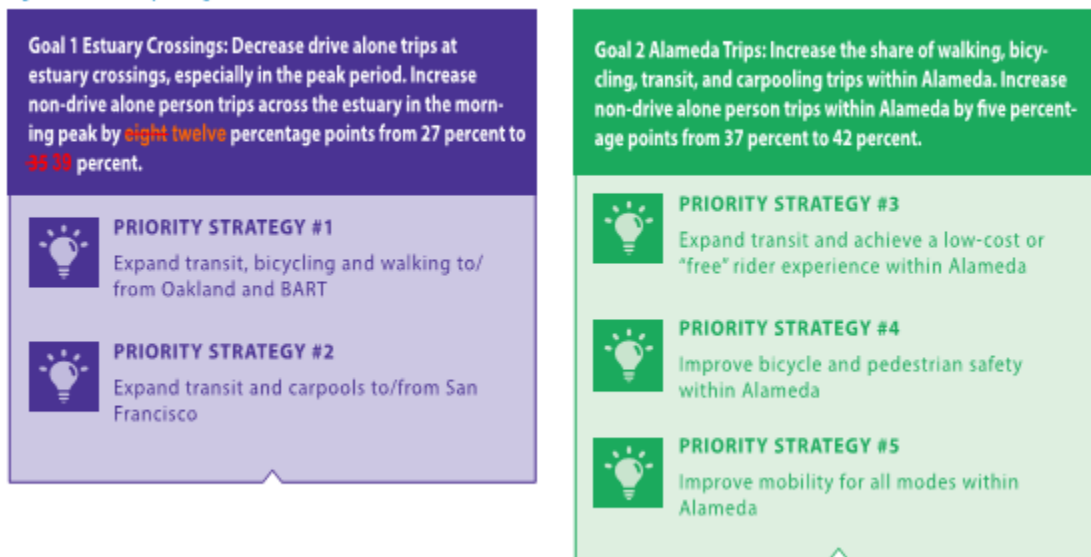 Goal 1 Estuary Crossings: Decrease drive alone trips at
estuary crossings, especially in the peak period. Increase
non-drive alone person trips across the estuary in the morn-
ing peak by eight twelve percentage points from 27 percent to
35 39 percent.
PRIORITY STRATEGY #1
Expand transit, bicycling and walking to/
from Oakland and BART
PRIORITY STRATEGY #2
Expand transit and carpools to/from San
Francisco
Goal 2 Alameda Trips: Increase the share of walking, bicy-
cling, transit, and carpooling trips within Alameda. Increase
non-drive alone person trips within Alameda by five percent-
age points from 37 percent to 42 percent.
PRIORITY STRATEGY #3
Expand transit and achieve a low-cost or
“free” rider experience within Alameda
PRIORITY STRATEGY #4
Improve bicycle and pedestrian safety
within Alameda
PRIORITY STRATEGY #5
Improve mobility for all modes within
Alameda